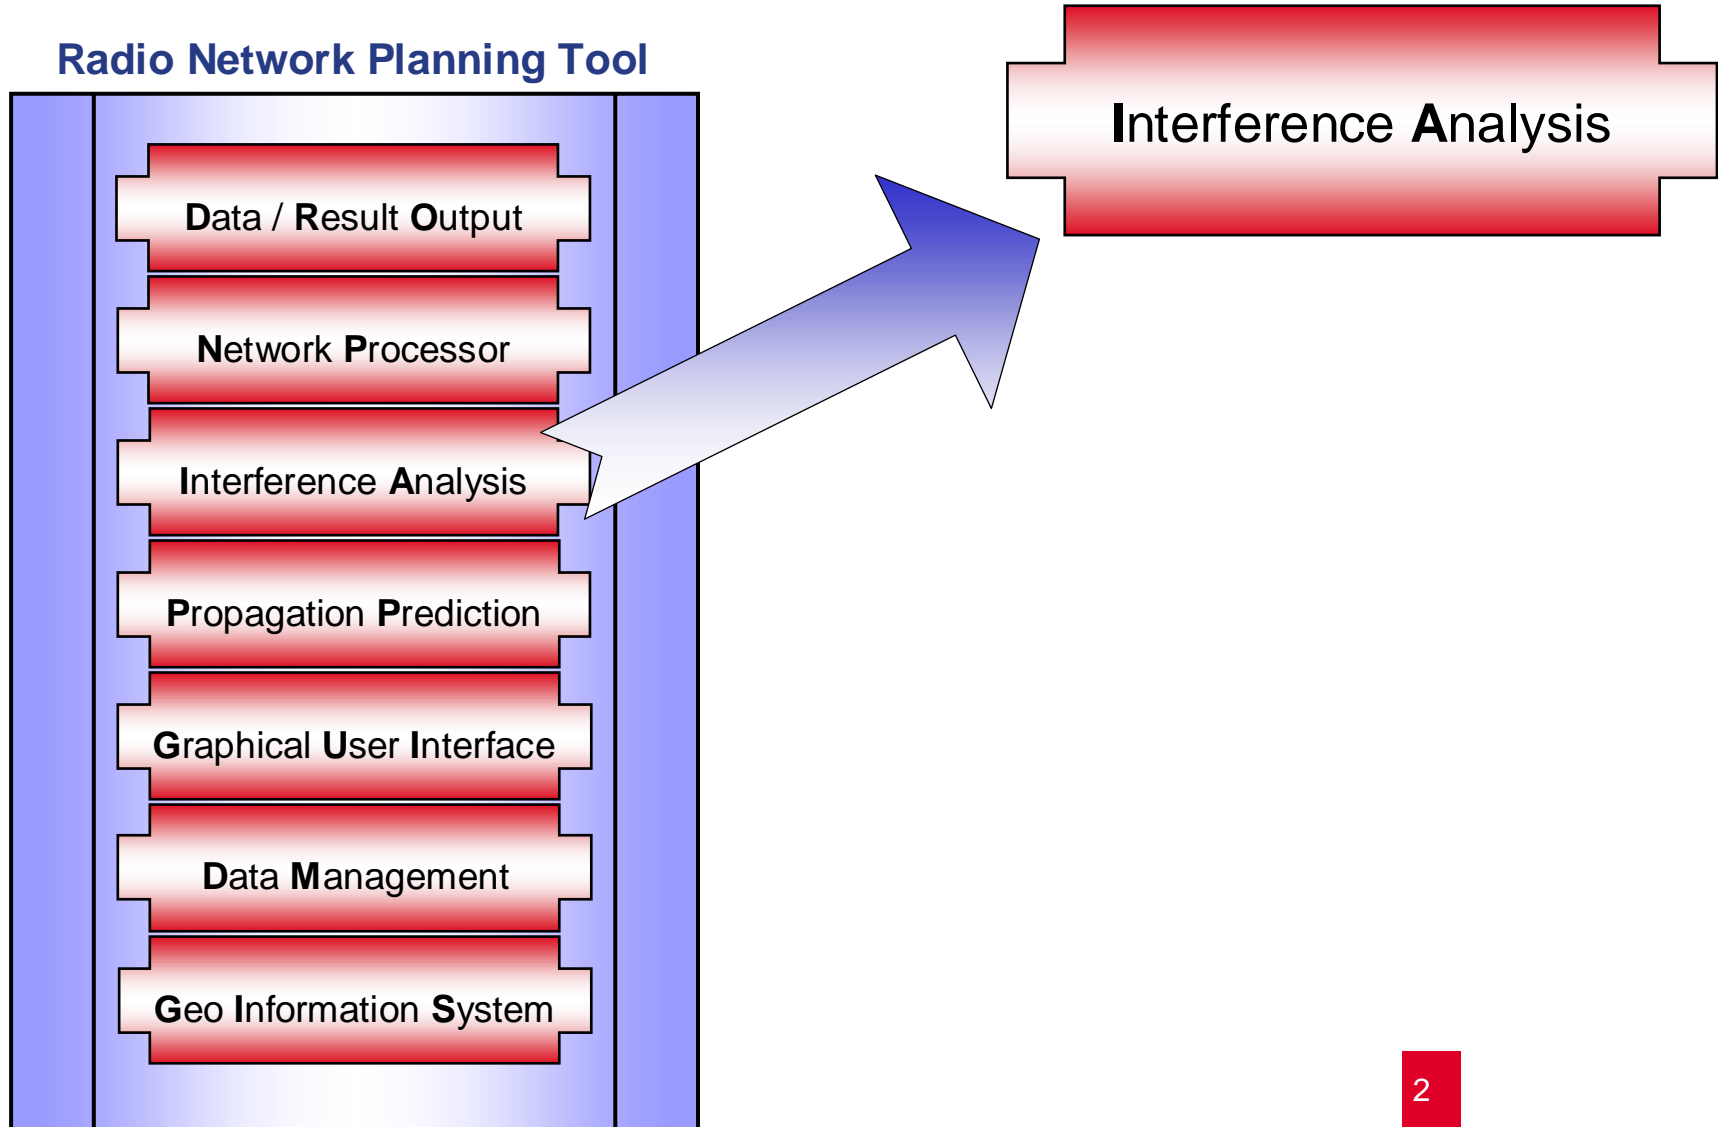 Radio Network Planning Tool
Interference Analysis
Data / Result Output
Network Processor
Interference Analysis
Propagation Prediction
Graphical User Interface
Data Management
Geo Information System
2